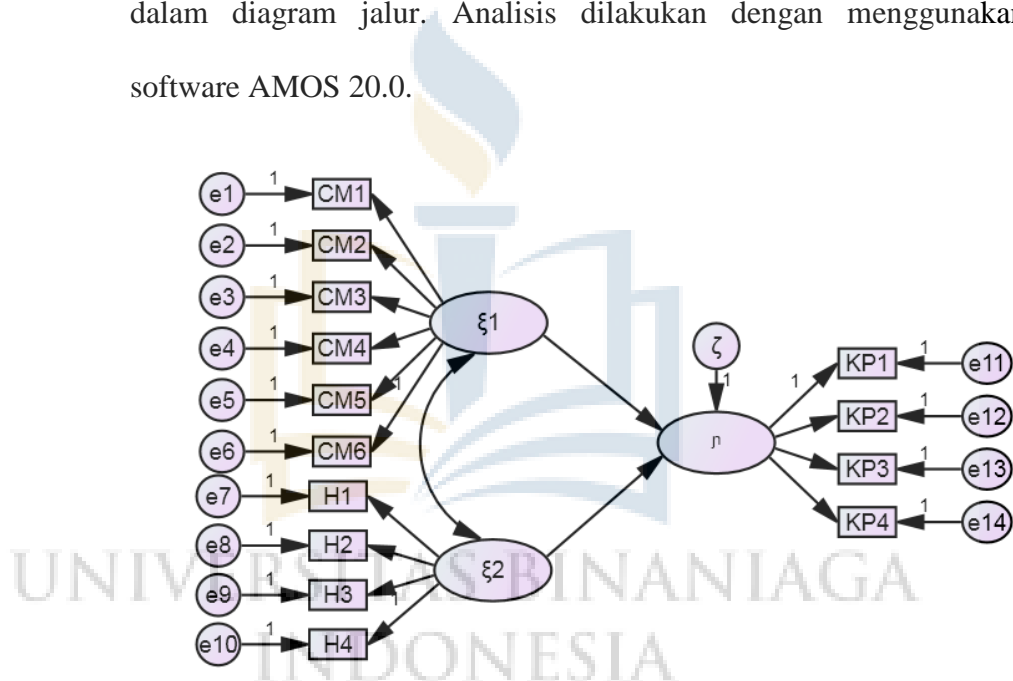 dalam diagram jalur. Analisis dilakukan dengan menggunakan
software AMOS 20.0.
e1 1 CM1
e2 1 CM2
e3 1 CM3
e4 1 CM4
e5 1 CM5 1
e6 1 CM6
e7 1 H1
e8 1 H2
e9 1 H3 1
e10 1 H4
ξ1
ξ2
ζ
1
1 KP1 1 e11
KP2 1 e12
KP3 1 e13
KP4 1 e14
UNIVERSITAS BINANIAGA
INDONESIA